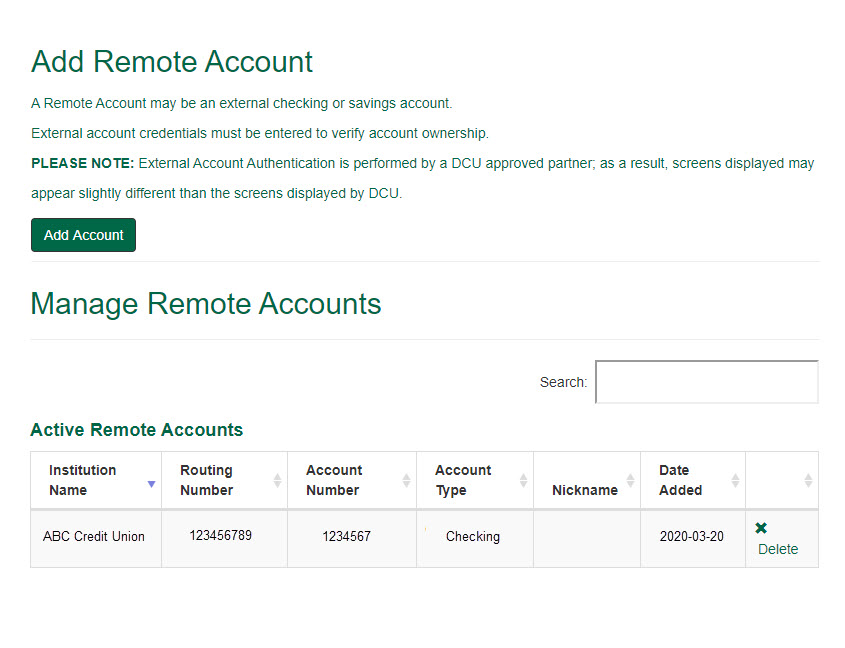 Add Remote Account
A Remote Account may be an external checking or savings account.
External account credentials must be entered to verify account ownership.
PLEASE NOTE: External Account Authentication is performed by a DCU approved partner; as a result, screens displayed may
appear slightly different than the screens displayed by DCU.
Add Account
Manage Remote Accounts
Search:
Active Remote Accounts
Institution Name Routing Number Account Number Account Type Nickname Date Added
ABC Credit Union 123456789 1234567 Checking 2020-03-20 Delete